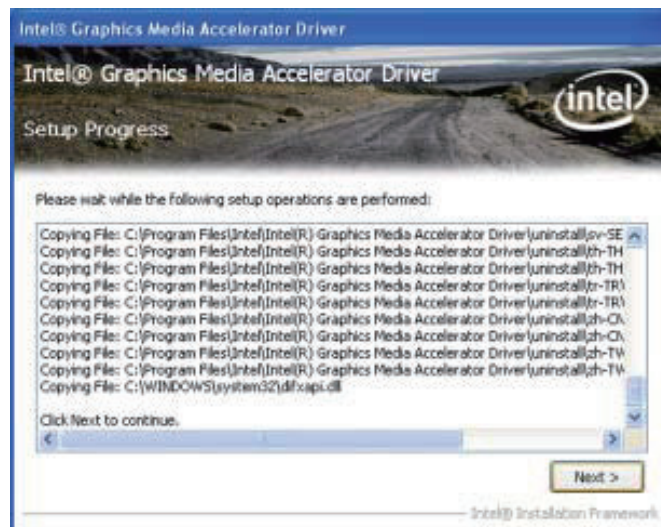 Intel® Graphics Media Accelerator Driver
Intel® Graphics Media Accelerator Driver
intel
Setup Progress
Please wait while the following setup operations are performed:
Copying File: C:\Program Files\Intel\Intel(R) Graphics Media Accelerator Driver\uninstall\sv-SE
Copying File: C:\Program Files\Intel\Intel(R) Graphics Media Accelerator Driver\uninstall\th-TH
Copying File: C:\Program Files\Intel\Intel(R) Graphics Media Accelerator Driver\uninstall\th-TH
Copying File: C:\Program Files\Intel\Intel(R) Graphics Media Accelerator Driver\uninstall\tr-TR\
Copying File: C:\Program Files\Intel\Intel(R) Graphics Media Accelerator Driver\uninstall\tr-TR\
Copying File: C:\Program Files\Intel\Intel(R) Graphics Media Accelerator Driver\uninstall\zh-CN
Copying File: C:\Program Files\Intel\Intel(R) Graphics Media Accelerator Driver\uninstall\zh-CN
Copying File: C:\Program Files\Intel\Intel(R) Graphics Media Accelerator Driver\uninstall\zh-TW
Copying File: C:\Program Files\Intel\Intel(R) Graphics Media Accelerator Driver\uninstall\zh-TW
Copying File: C:\WINDOWS\system32\difxapi.dll
Click Next to continue.
Next >
Intel® Installation Framework